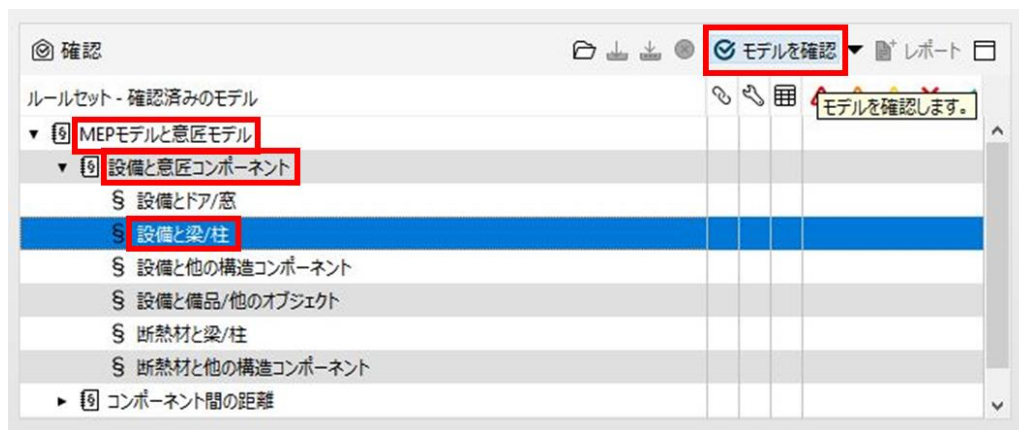 確認
モデルを確認 レポート
ルールセット - 確認済みのモデル
モデルを確認します。
MEPモデルと意匠モデル
設備と意匠コンポーネント
§ 設備とドア/窓
§ 設備と梁/柱
§ 設備と他の構造コンポーネント
§ 設備と備品/他のオブジェクト
§ 断熱材と梁/柱
§ 断熱材と他の構造コンポーネント
コンポーネント間の距離